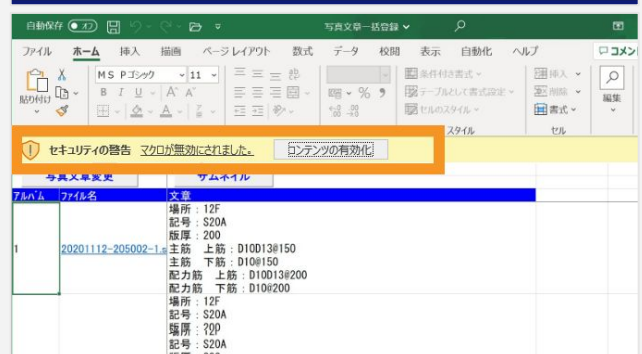 自動保存 オフ 写真文章一括登録
ファイル ホーム 挿入 描画 ページ レイアウト 数式 データ 校閲 表示 自動化 ヘルプ コメン
貼り付け
MS Pゴシック 11
B I U A A
A
% 9
条件付き書式
テーブルとして書式設定
セルのスタイル
挿入
削除
書式
編集
スタイル セル
セキュリティの警告 マクロが無効にされました。 コンテンツの有効化
写真文章変更 サムネイル
アルバム ファイル名 文章
場所：12F
記号：S20A
版厚：200
1 20201112-205002-1.s 主筋 上筋：D10D13@150
主筋 下筋：D10@150
配力筋 上筋：D10D13@200
配力筋 下筋：D10@200
場所：12F
記号：S20A
版厚：200
場所：12F
記号：S20A